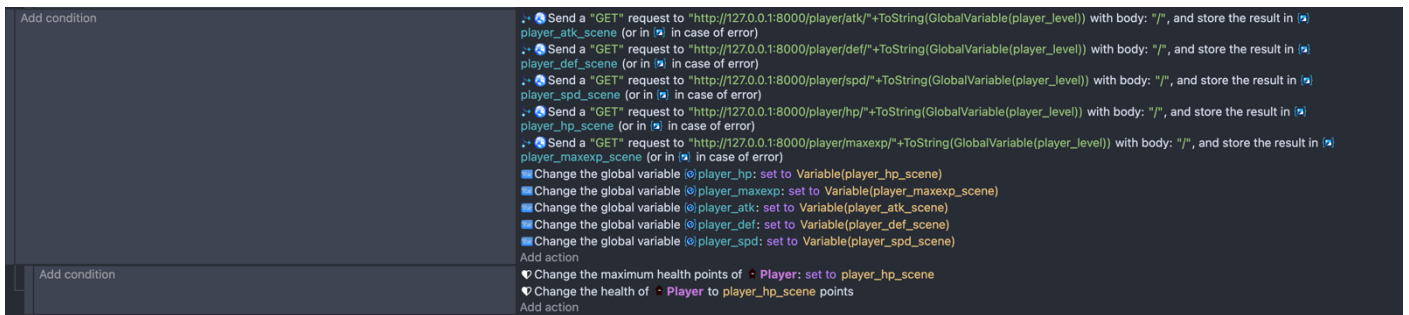 Add condition
Send a "GET" request to "http://127.0.0.1:8000/player/atk/"+ToString(GlobalVariable(player_level)) with body: "/", and store the result in
player_atk_scene (or in in case of error)
Send a "GET" request to "http://127.0.0.1:8000/player/def/"+ToString(GlobalVariable(player_level)) with body: "/", and store the result in
player_def_scene (or in in case of error)
Send a "GET" request to "http://127.0.0.1:8000/player/spd/"+ToString(GlobalVariable(player_level)) with body: "/", and store the result in
player_spd_scene (or in in case of error)
Send a "GET" request to "http://127.0.0.1:8000/player/hp/"+ToString(GlobalVariable(player_level)) with body: "/", and store the result in
player_hp_scene (or in in case of error)
Send a "GET" request to "http://127.0.0.1:8000/player/maxexp/"+ToString(GlobalVariable(player_level)) with body: "/", and store the result in
player_maxexp_scene (or in in case of error)
Change the global variable player_hp: set to Variable(player_hp_scene)
Change the global variable player_maxexp: set to Variable(player_maxexp_scene)
Change the global variable player_atk: set to Variable(player_atk_scene)
Change the global variable player_def: set to Variable(player_def_scene)
Change the global variable player_spd: set to Variable(player_spd_scene)
Add action
Add condition
Change the maximum health points of Player: set to player_hp_scene
Change the health of Player to player_hp_scene points
Add action